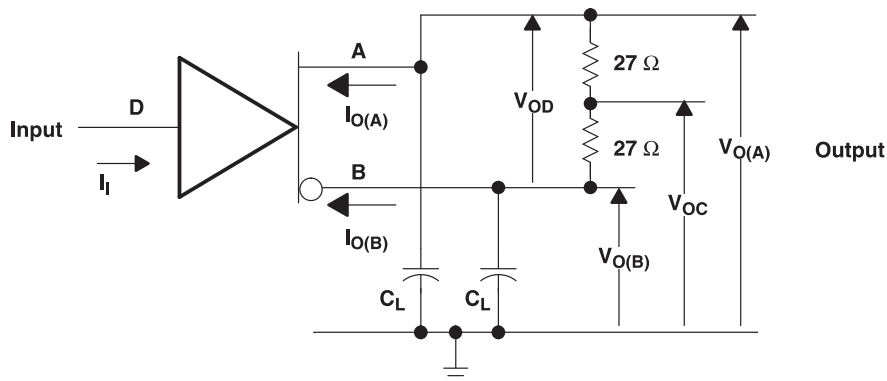 A
27 Ω
I_O(A)
V_OD
D
Input
27 Ω
V_O(A)
Output
I_I
B
V_OC
I_O(B)
V_O(B)
C_L
C_L